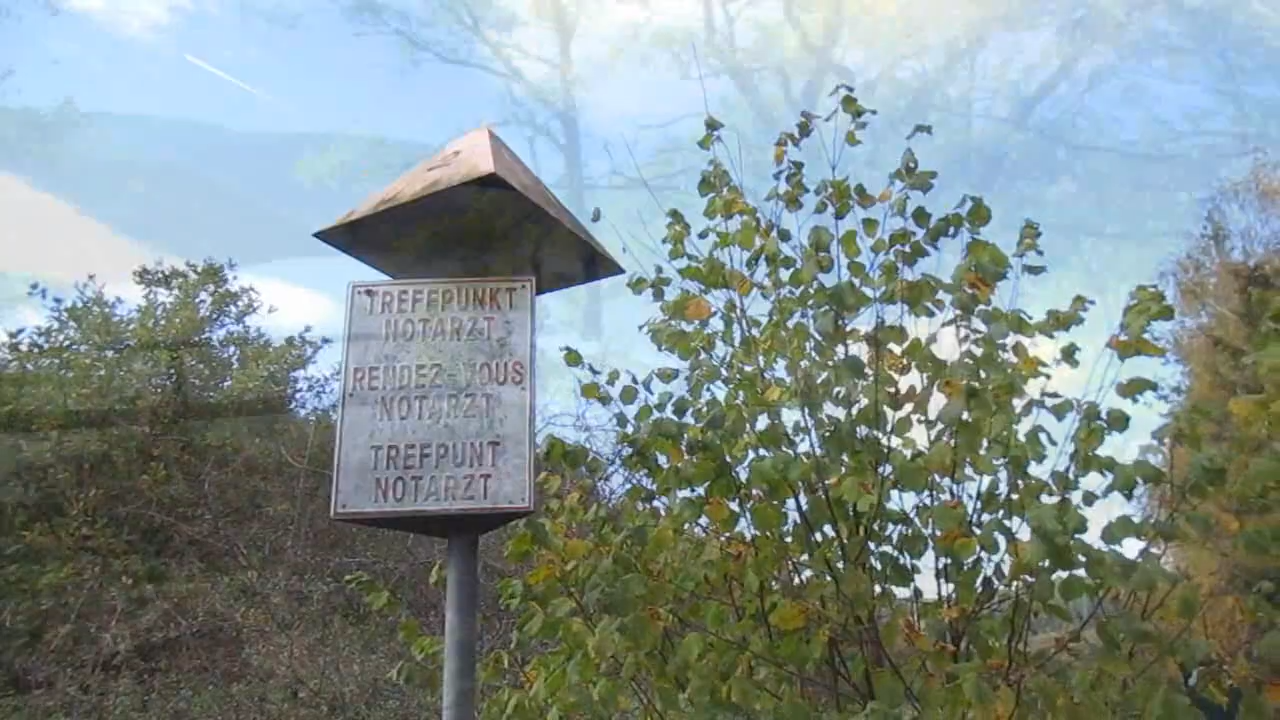 TREFFPUNKT
NOTARZT
RENDEZ-VOUS
NOTARZT
TREFPUNT
NOTARZT